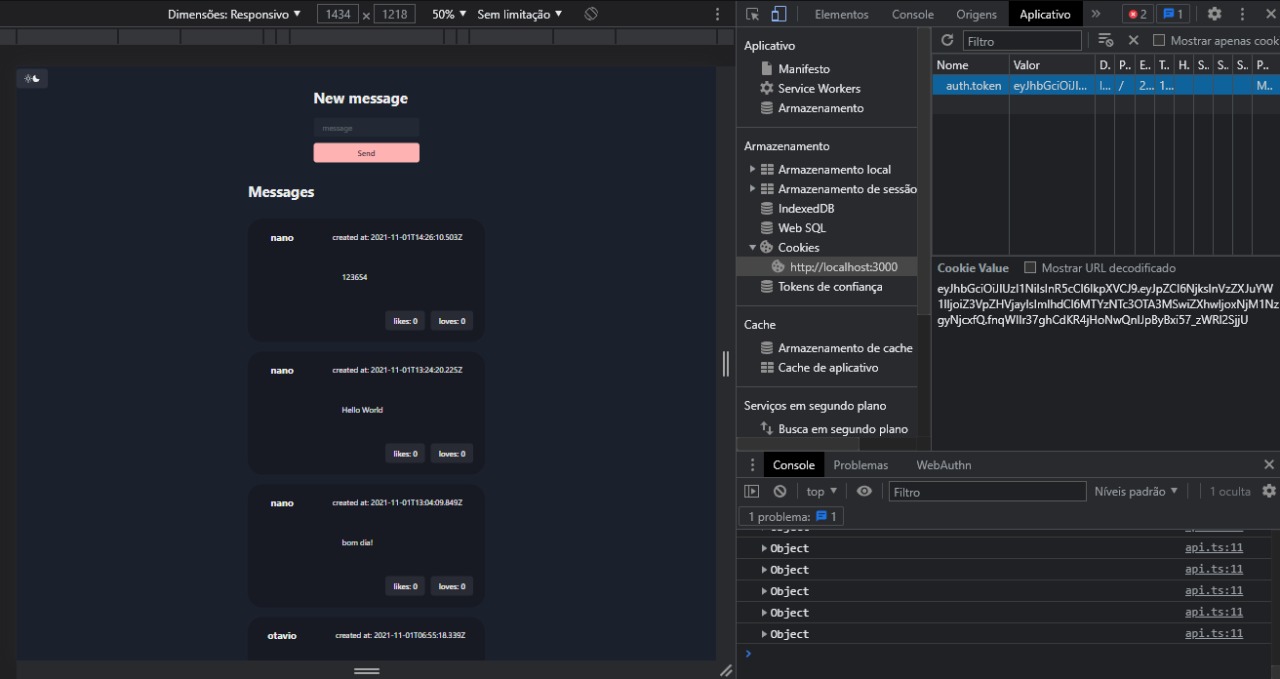 Dimensões: Responsivo ▼ 1434 x 1218 50% ▼ Sem limitação ▼
New message
message
Send
Messages
nano created at: 2021-11-01T14:26:10.503Z
123654
likes: 0 loves: 0
nano created at: 2021-11-01T13:24:20.225Z
Hello World
likes: 0 loves: 0
nano created at: 2021-11-01T13:04:09.849Z
bom dia!
likes: 0 loves: 0
otavio created at: 2021-11-01T06:55:18.339Z
Elementos Console Origens Aplicativo » 2 1
Aplicativo
Manifesto
Service Workers
Armazenamento
Armazenamento
Armazenamento local
Armazenamento de sessão
IndexedDB
Web SQL
Cookies
http://localhost:3000
Tokens de confiança
Cache
Armazenamento de cache
Cache de aplicativo
Serviços em segundo plano
Busca em segundo plano
Filtro Mostrar apenas cook
Nome Valor D. P.. E.. T.. H. S.. S.. S.. P..
auth.token eyJhbGciOiJI... l... / 2... 1... M...
Cookie Value Mostrar URL decodificado
Console Problemas WebAuthn
top ▼ Filtro Níveis padrão ▼ 1 oculta
1 problema: 1
Object api.ts:11
Object api.ts:11
Object api.ts:11
Object api.ts:11
Object api.ts:11